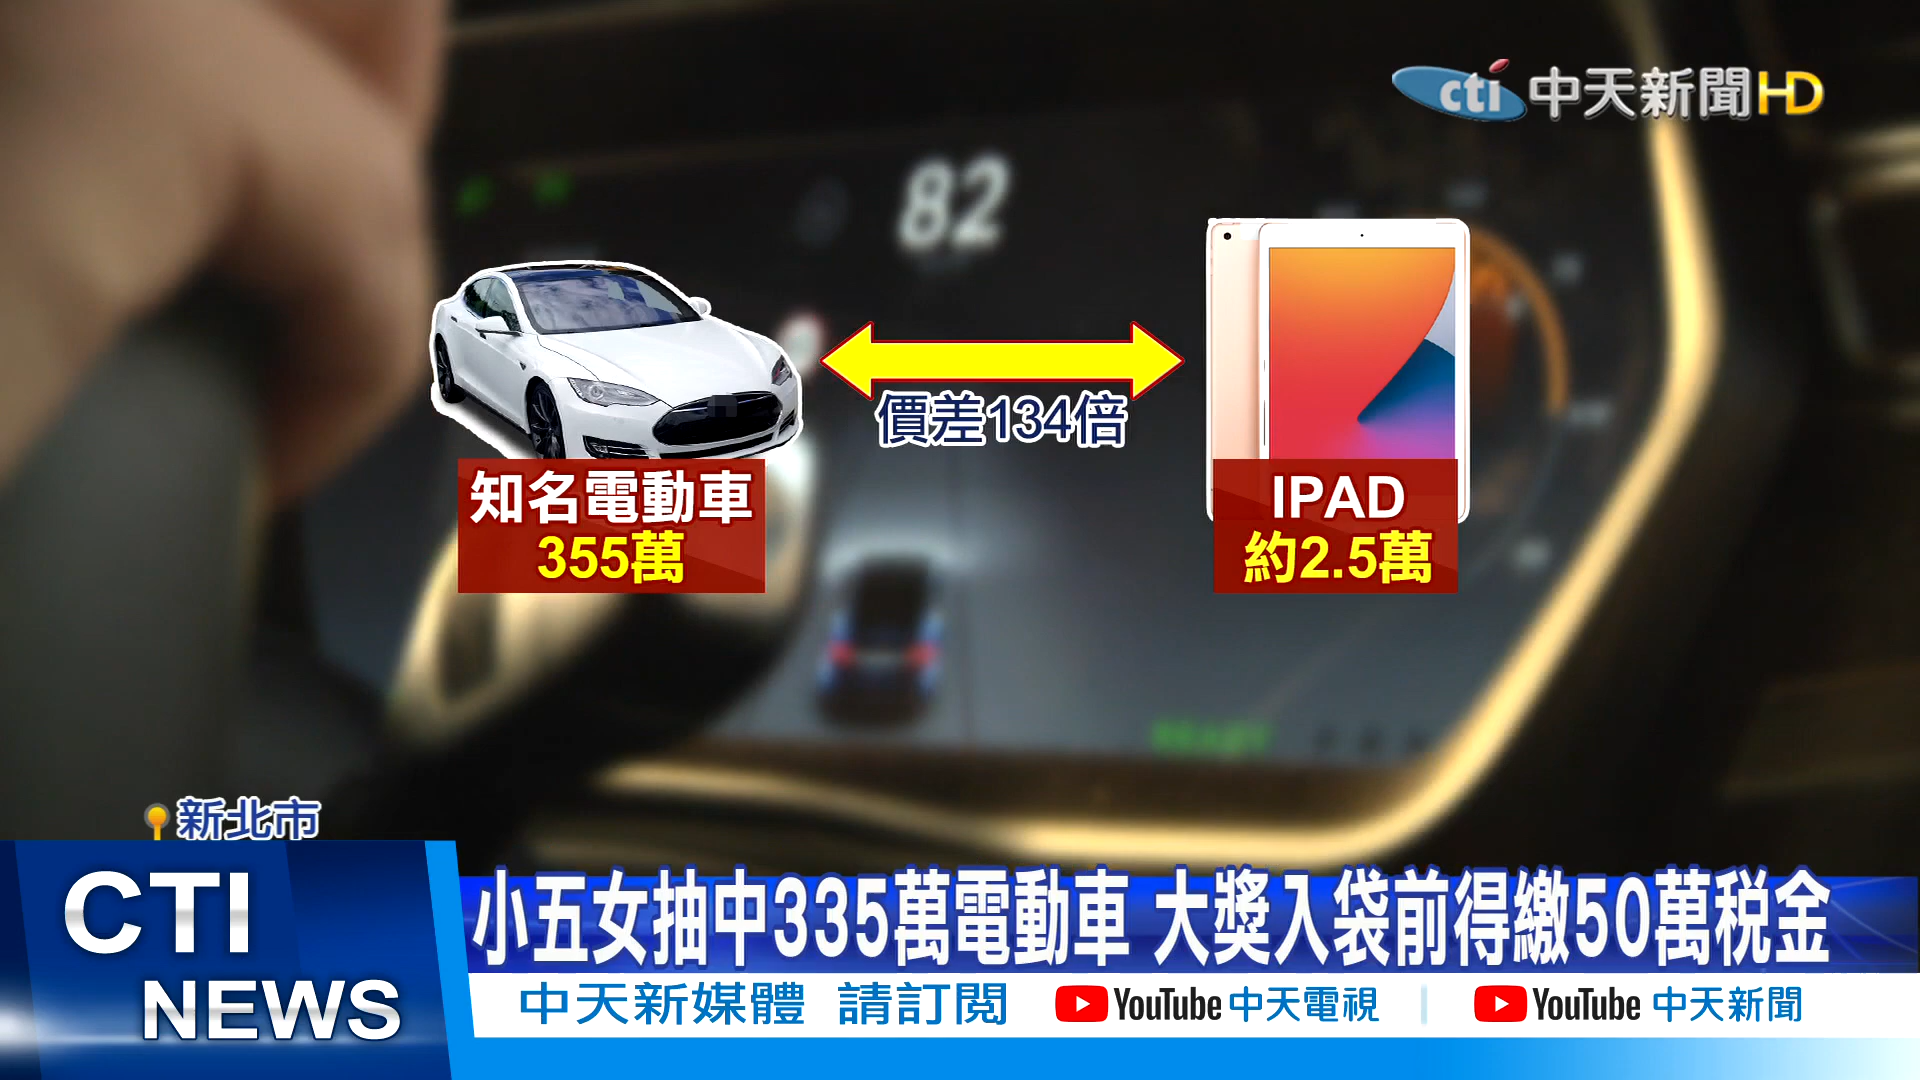 cti 中天新聞HD
82
價差134倍
知名電動車
355萬
IPAD
約2.5萬
READY
新北市
CTI
NEWS
小五女抽中335萬電動車 大獎入袋前得繳50萬税金
中天新媒體 請訂閱 YouTube 中天電視 | YouTube 中天新聞